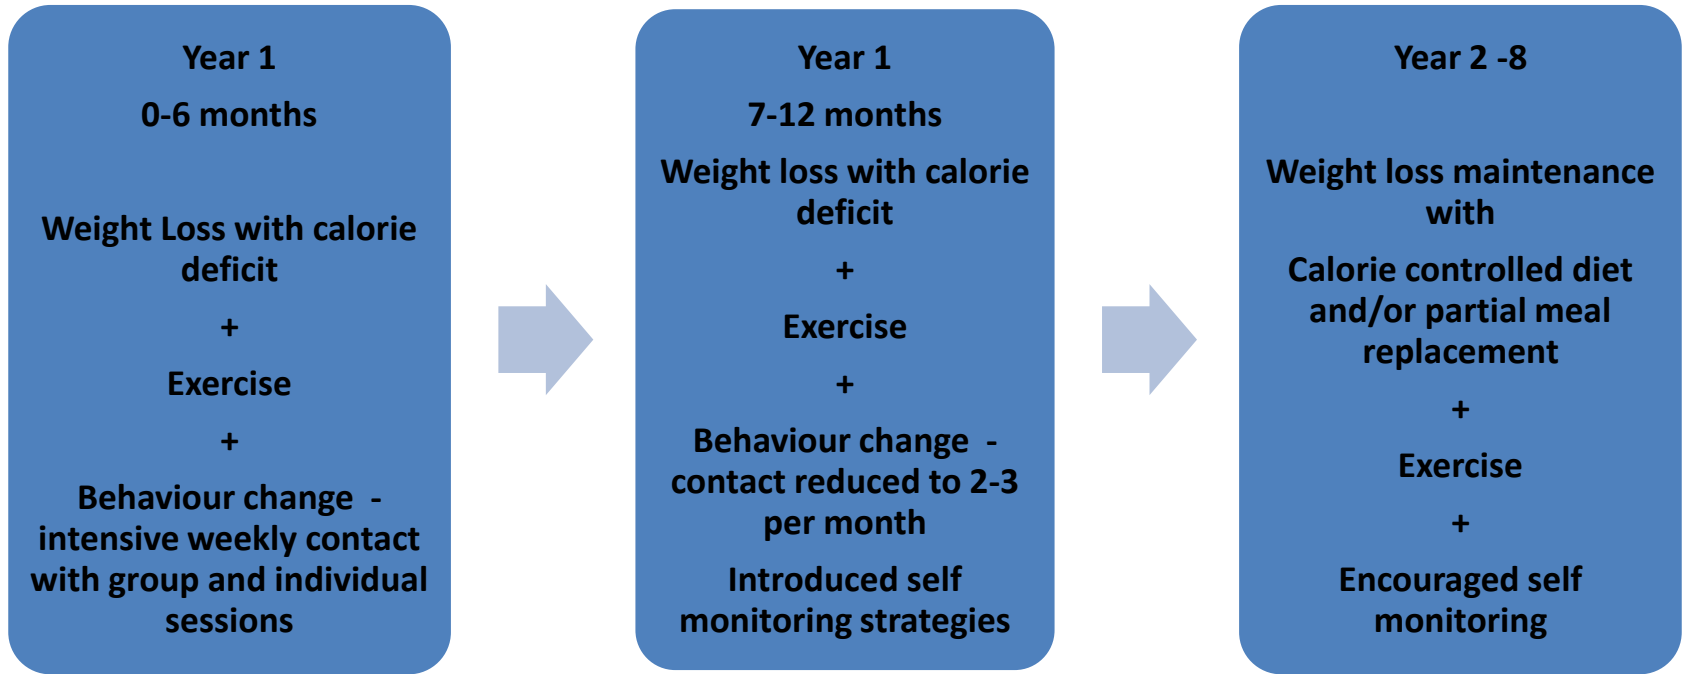 Year 1
0-6 months
Weight Loss with calorie
deficit
+
Exercise
+
Behaviour change  -
intensive weekly contact
with group and individual
sessions
Year 1
7-12 months
Weight loss with calorie
deficit
+
Exercise
+
Behaviour change  -
contact reduced to 2-3
per month
Introduced self
monitoring strategies
Year 2 -8
Weight loss maintenance
with
Calorie controlled diet
and/or partial meal
replacement
+
Exercise
+
Encouraged self
monitoring